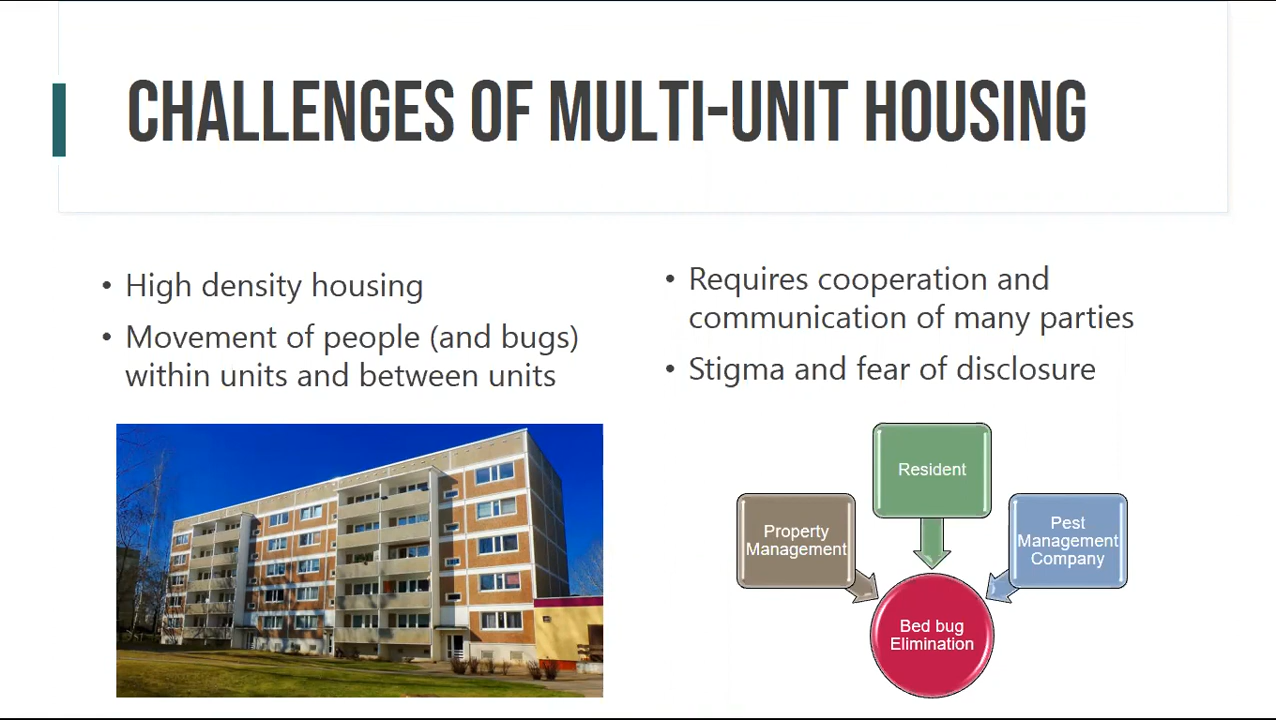 CHALLENGES OF MULTI-UNIT HOUSING
• High density housing
• Movement of people (and bugs)
within units and between units
• Requires cooperation and
communication of many parties
• Stigma and fear of disclosure
Resident
Property
Management
Pest
Management
Company
Bed bug
Elimination